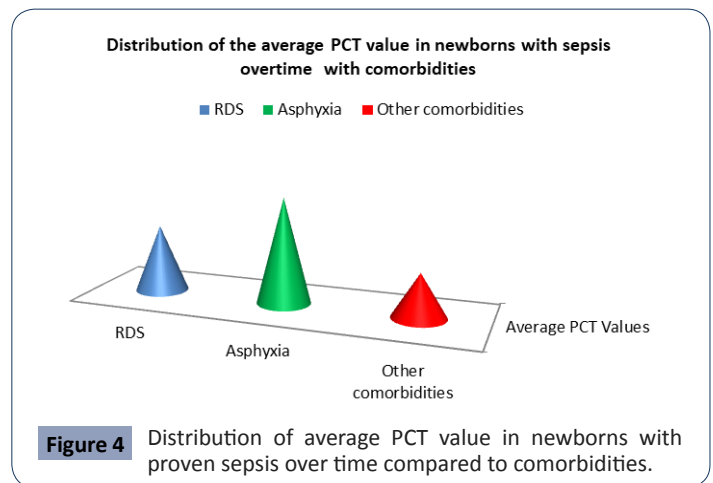 Distribution of the average PCT value in newborns with sepsis
overtime with comorbidities
RDS Asphyxia Other comorbidities
RDS
Asphyxia
Other
comorbidities
Average PCT Values
Figure 4 Distribution of average PCT value in newborns with
proven sepsis over time compared to comorbidities.